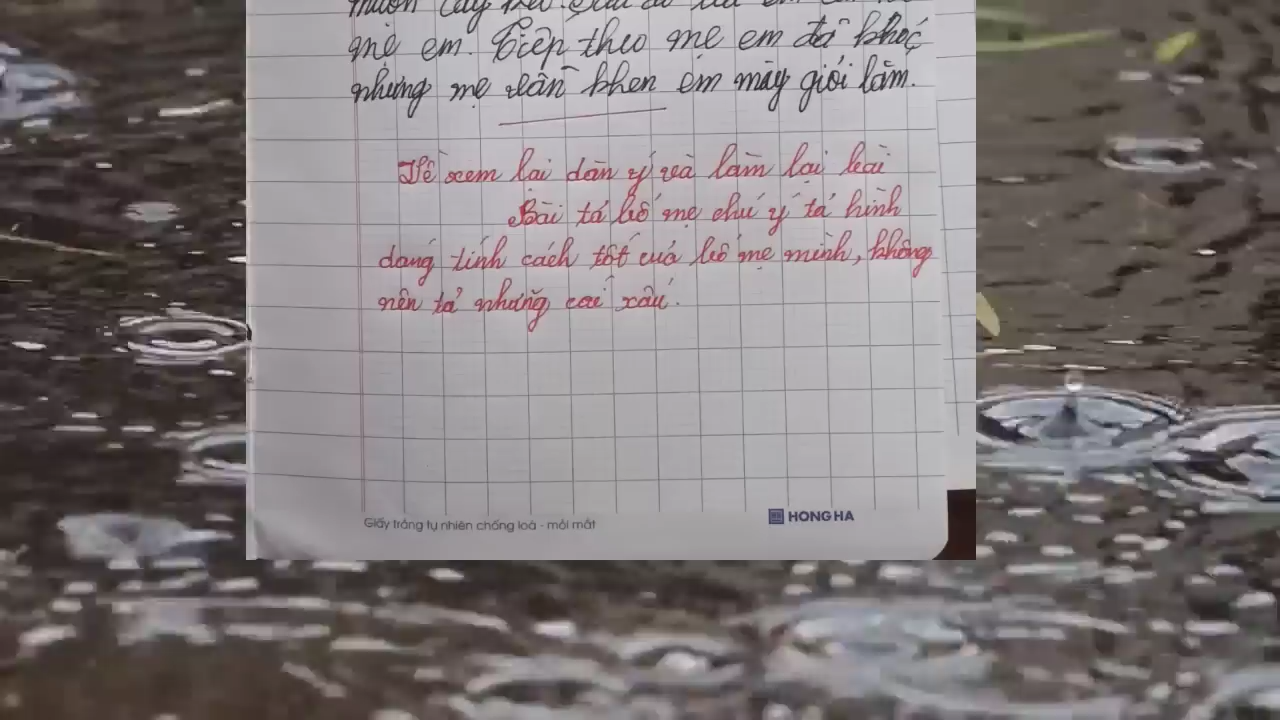 mẹ em. Tiếp theo mẹ em đã khóc
nhưng mẹ vẫn khen em mày giỏi lắm.
Về xem lại dàn ý và làm lại bài
Bài tả bố mẹ chú ý tả hình
dáng tính cách tốt của bố mẹ mình, không
nên tả những cái xấu.
Giấy trắng tự nhiên chống loá - mỏi mắt
HONG HA